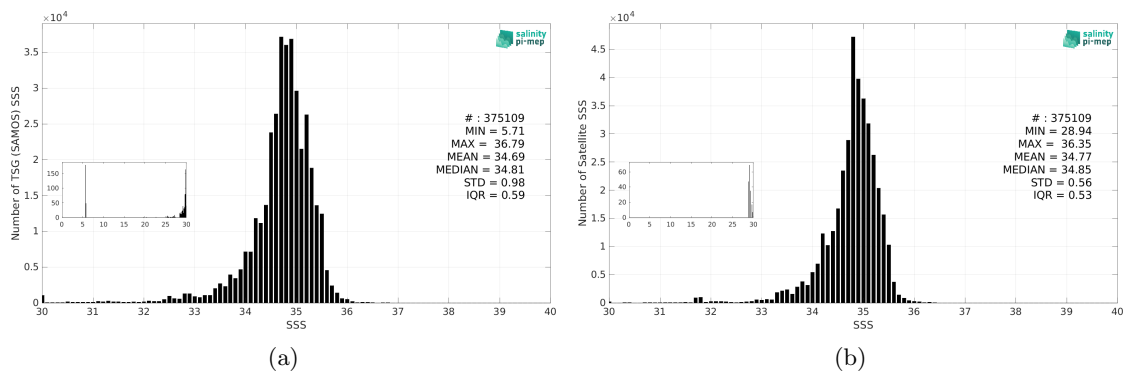 ×10⁴
3.5
3
2.5
2
1.5
1
0.5
0
30 31 32 33 34 35 36 37 38 39 40
SSS
Number of TSG (SAMOS) SSS
salinity
pi-mep
# : 375109
MIN = 5.71
MAX = 36.79
MEAN = 34.69
MEDIAN = 34.81
STD = 0.98
IQR = 0.59
150
100
50
0
0 5 10 15 20 25 30
(a)
×10⁴
4.5
4
3.5
3
2.5
2
1.5
1
0.5
0
30 31 32 33 34 35 36 37 38 39 40
SSS
Number of Satellite SSS
salinity
pi-mep
# : 375109
MIN = 28.94
MAX = 36.35
MEAN = 34.77
MEDIAN = 34.85
STD = 0.56
IQR = 0.53
60
40
20
0
0 5 10 15 20 25 30
(b)